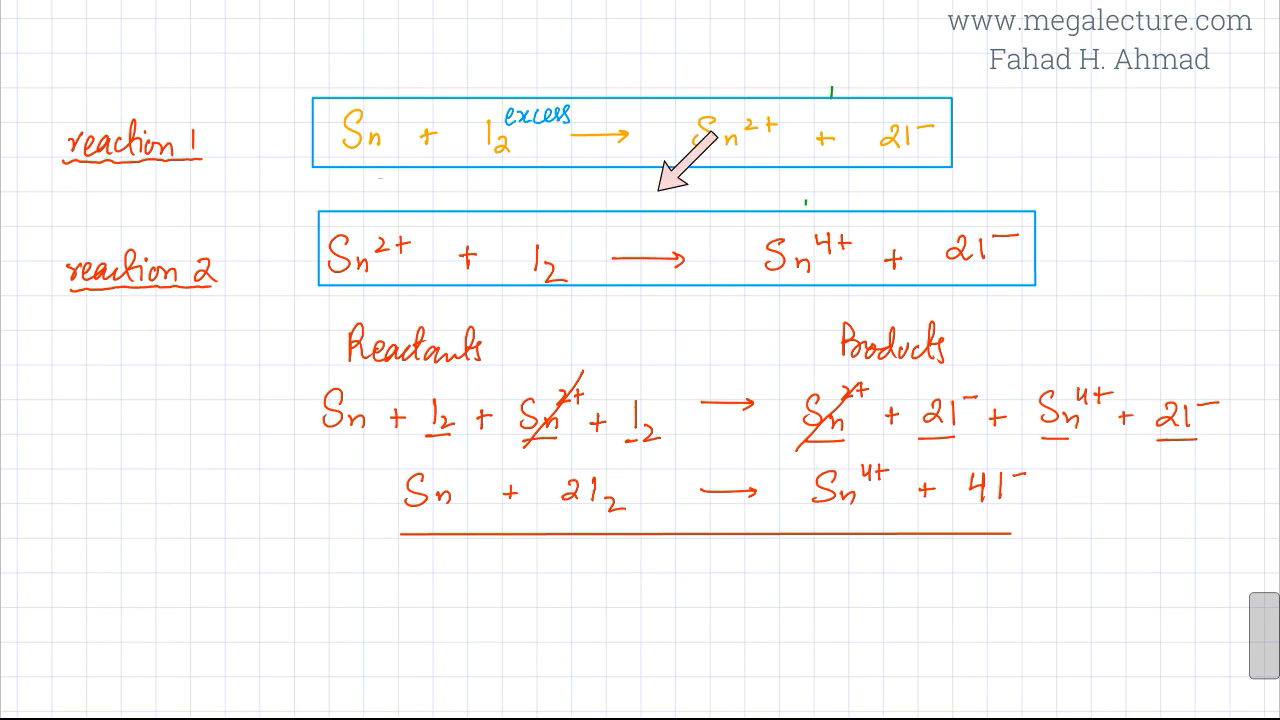 www.megalecture.com
Fahad H. Ahmad
reaction 1
Sn + I₂ excess → Sn²⁺ + 2I⁻
reaction 2
Sn²⁺ + I₂ → Sn⁴⁺ + 2I⁻
Reactants Products
Sn + I₂ + Sn²⁺ + I₂ → Sn²⁺ + 2I⁻ + Sn⁴⁺ + 2I⁻
Sn + 2I₂ → Sn⁴⁺ + 4I⁻